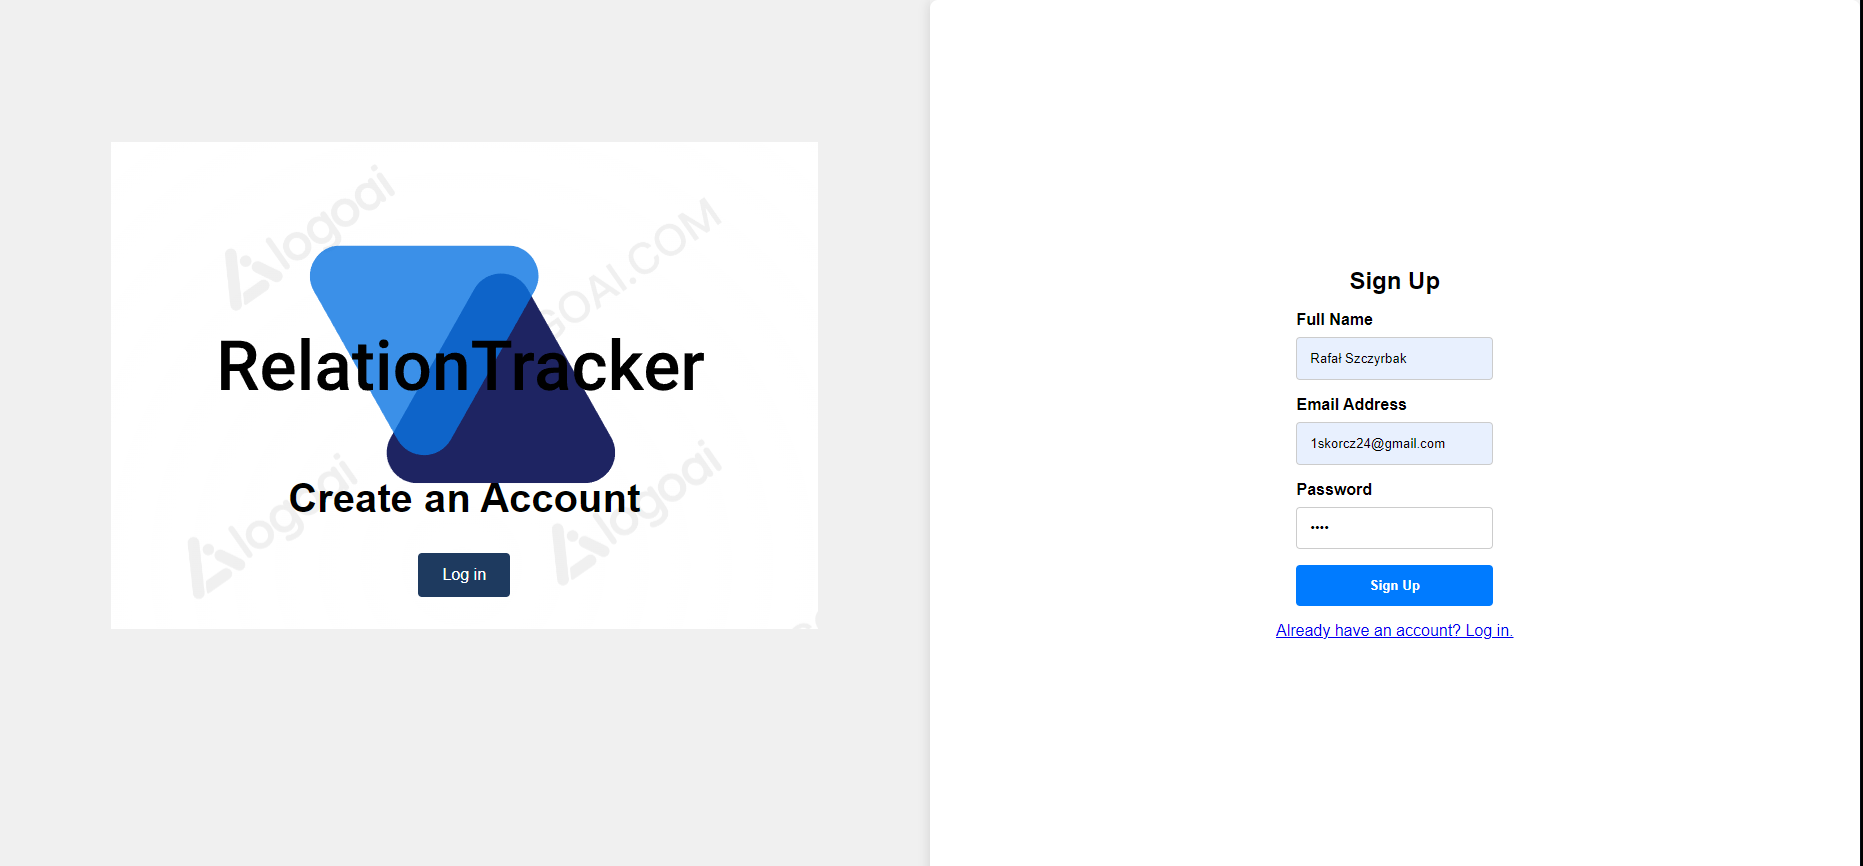 logoai
GOAI.COM
RelationTracker
Create an Account
logoai
logoai
Log in
Sign Up
Full Name
Rafał Szczyrbak
Email Address
1skorcz24@gmail.com
Password
••••
Sign Up
Already have an account? Log in.